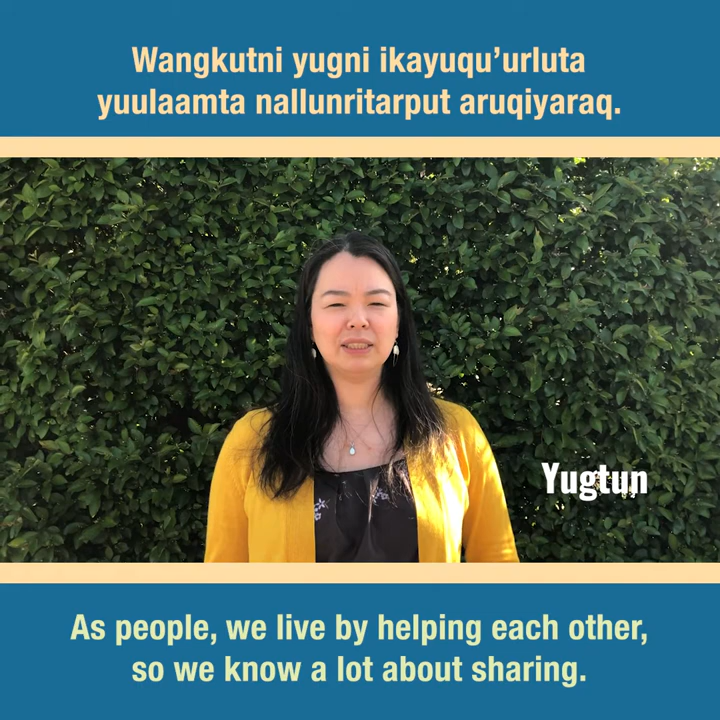 Wangkutni yugni ikayuqu’urluta
yuulaamta nallunritarput aruqiyaraq.
Yugtun
As people, we live by helping each other,
so we know a lot about sharing.